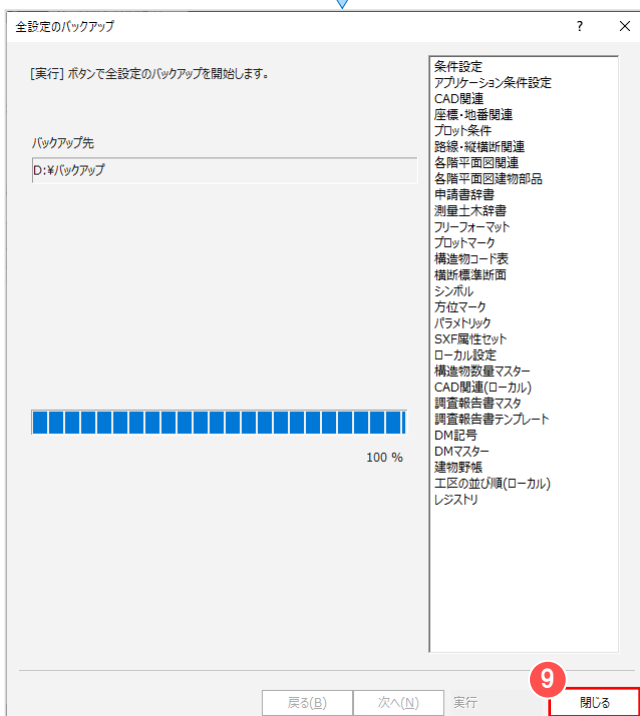 全設定のバックアップ
?
[実行] ボタンで全設定のバックアップを開始します。
バックアップ先
D:¥バックアップ
100 %
条件設定
アプリケーション条件設定
CAD関連
座標・地番関連
プロット条件
路線・縦横断関連
各階平面図関連
各階平面図建物部品
申請書辞書
測量土木辞書
フリーフォーマット
プロットマーク
構造物コード表
横断標準断面
シンボル
方位マーク
パラメトリック
SXF属性セット
ローカル設定
構造物数量マスター
CAD関連(ローカル)
調査報告書マスタ
調査報告書テンプレート
DM記号
DMマスター
建物野帳
工区の並び順(ローカル)
レジストリ
9
戻る(B)
次へ(N)
実行
閉じる